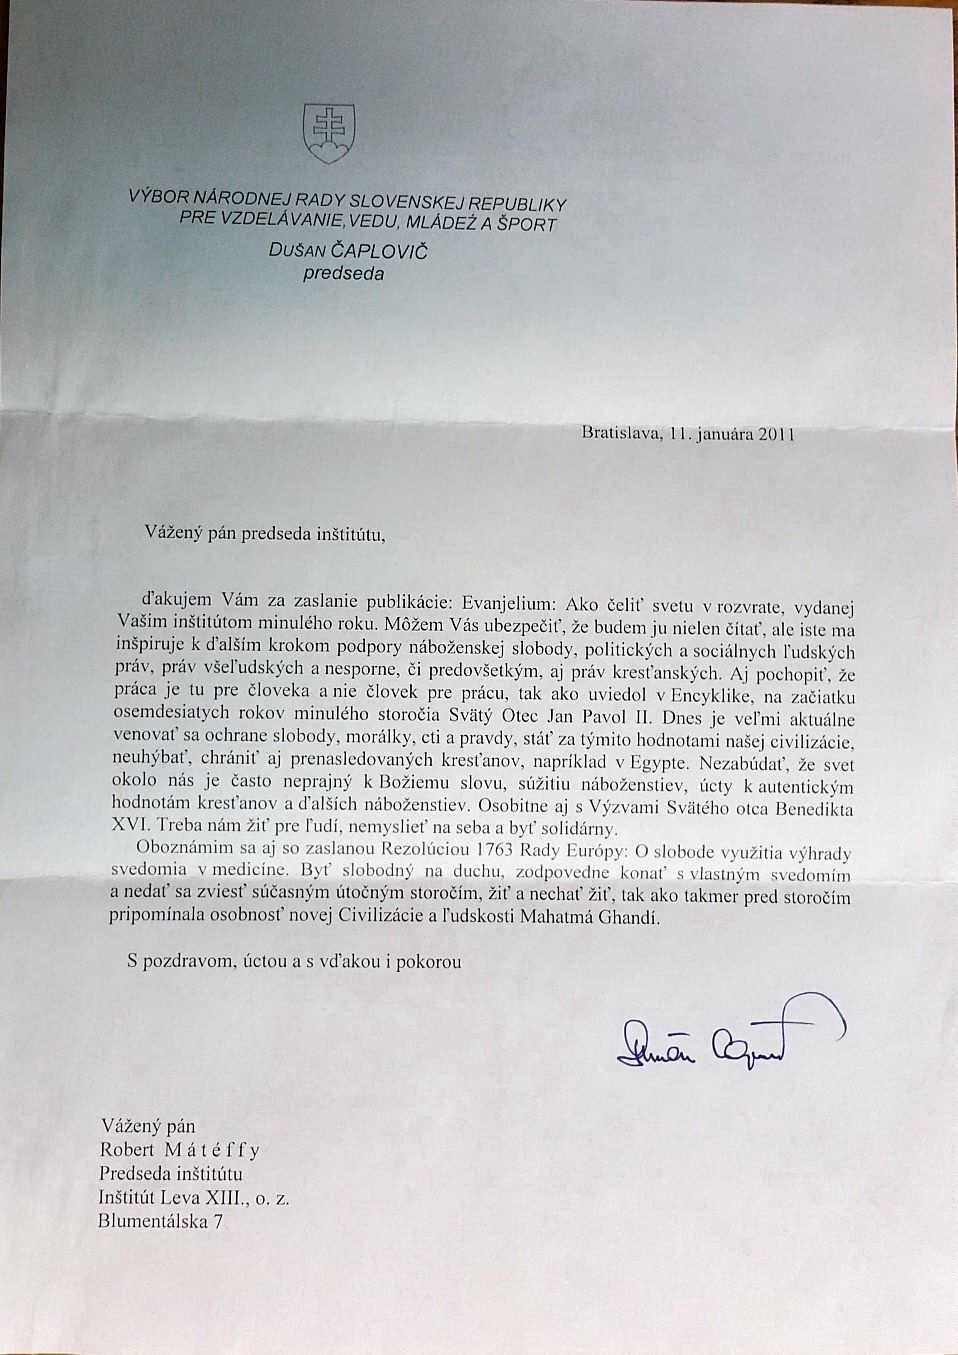 VÝBOR NÁRODNEJ RADY SLOVENSKEJ REPUBLIKY
PRE VZDELÁVANIE, VEDU, MLÁDEŽ A ŠPORT
DUŠAN ČAPLOVIČ
predseda
Bratislava, 11. januára 2011
Vážený pán predseda inštitútu,
ďakujem Vám za zaslanie publikácie: Evanjelium: Ako čeliť svetu v rozvrate, vydanej
Vašim inštitútom minulého roku. Môžem Vás ubezpečiť, že budem ju nielen čítať, ale iste ma
inšpiruje k ďalším krokom podpory náboženskej slobody, politických a sociálnych ľudských
práv, práv všeľudských a nesporne, či predovšetkým, aj práv kresťanských. Aj pochopiť, že
práca je tu pre človeka a nie človek pre prácu, tak ako uviedol v Encyklike, na začiatku
osemdesiatych rokov minulého storočia Svätý Otec Jan Pavol II. Dnes je veľmi aktuálne
venovať sa ochrane slobody, morálky, cti a pravdy, stáť za týmito hodnotami našej civilizácie,
neuhýbať, chrániť aj prenasledovaných kresťanov, napríklad v Egypte. Nezabúdať, že svet
okolo nás je často neprajný k Božiemu slovu, súžitiu náboženstiev, úcty k autentickým
hodnotám kresťanov a ďalších náboženstiev. Osobitne aj s Výzvami Svätého otca Benedikta
XVI. Treba nám žiť pre ľudí, nemyslieť na seba a byť solidárny.
Oboznámim sa aj so zaslanou Rezolúciou 1763 Rady Európy: O slobode využitia výhrady
svedomia v medicíne. Byť slobodný na duchu, zodpovedne konať s vlastným svedomím
a nedať sa zviesť súčasným útočným storočím, žiť a nechať žiť, tak ako takmer pred storočím
pripomínala osobnosť novej Civilizácie a ľudskosti Mahatmá Ghandí.
S pozdravom, úctou a s vďakou i pokorou
Vážený pán
Robert M á t é f f y
Predseda inštitútu
Inštitút Leva XIII., o. z.
Blumentálska 7